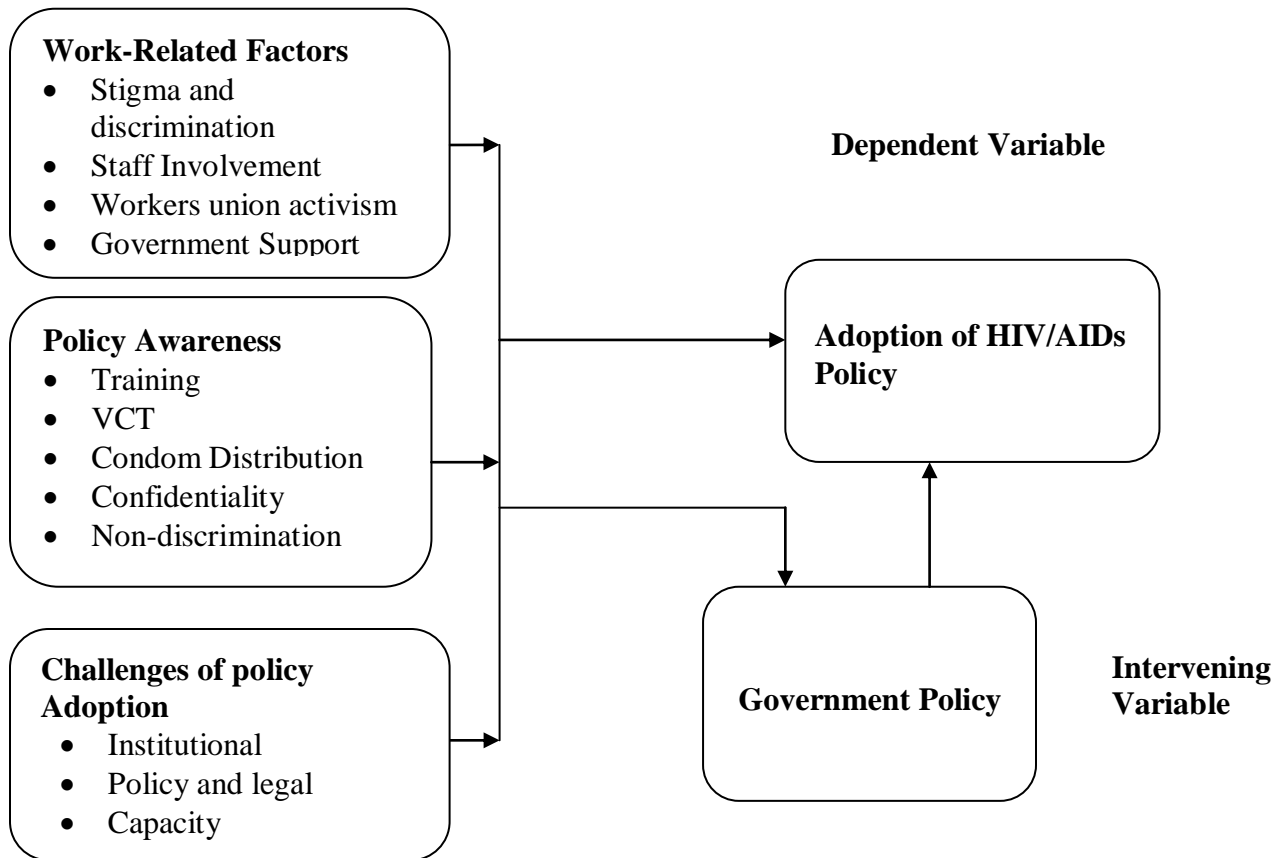 Work-Related Factors
• Stigma and
discrimination
• Staff Involvement
• Workers union activism
• Government Support
Dependent Variable
Adoption of HIV/AIDs
Policy
Policy Awareness
• Training
• VCT
• Condom Distribution
• Confidentiality
• Non-discrimination
Challenges of policy
Adoption
• Institutional
• Policy and legal
• Capacity
Government Policy
Intervening
Variable